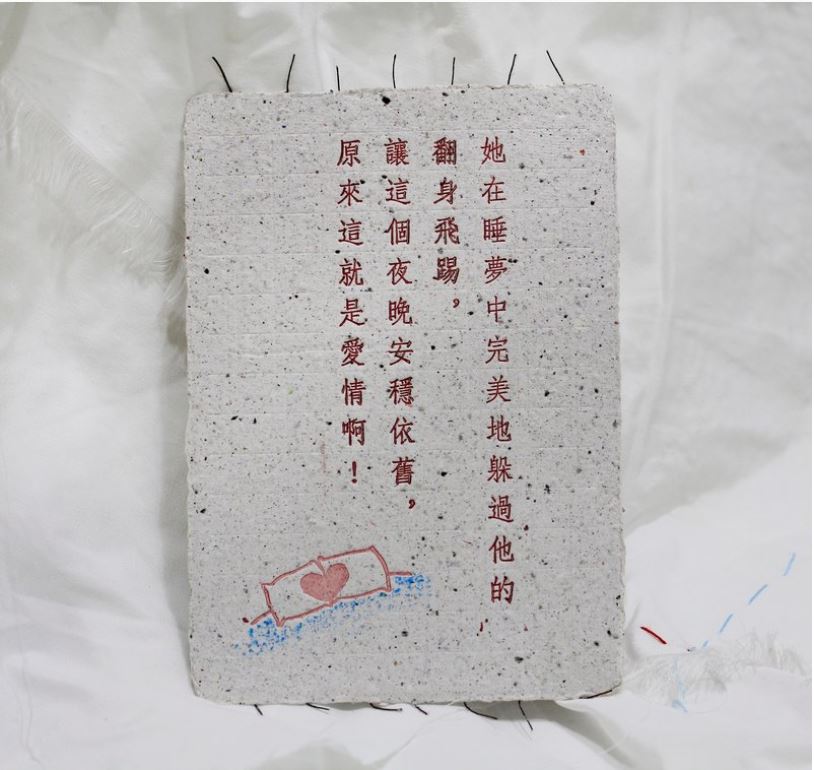 她在睡夢中完美地躲過他的
翻身飛踢，
讓這個夜晚安穩依舊，
原來這就是愛情啊！